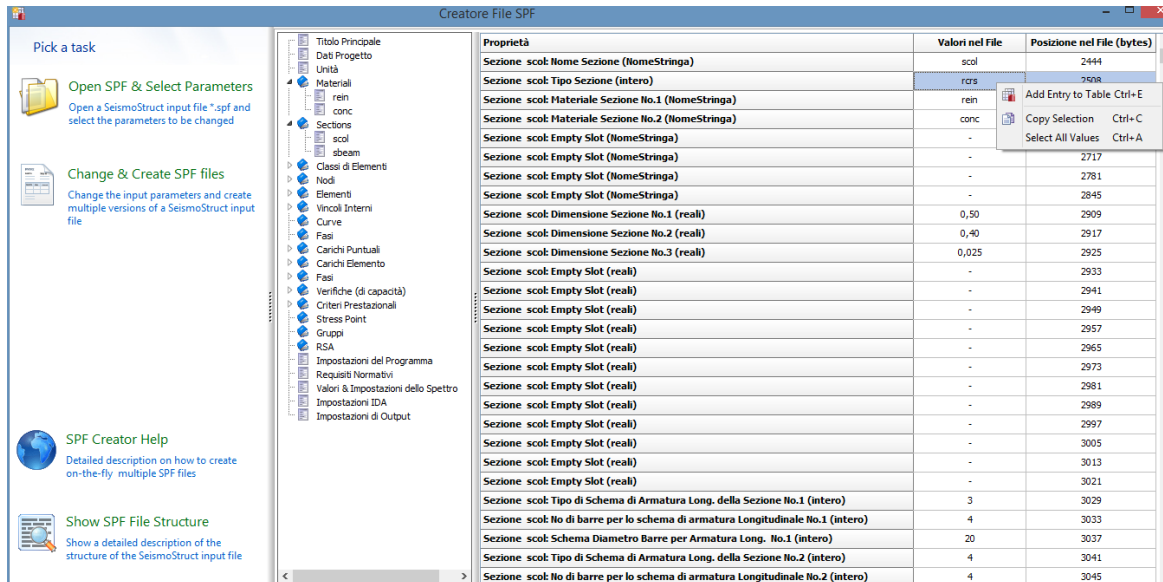 Creatore File SPF
Pick a task
Open SPF & Select Parameters
Open a SeismoStruct input file *.spf and
select the parameters to be changed
Change & Create SPF files
Change the input parameters and create
multiple versions of a SeismoStruct input
file
SPF Creator Help
Detailed description on how to create
on-the-fly multiple SPF files
Show SPF File Structure
Show a detailed description of the
structure of the SeismoStruct input file
Titolo Principale
Dati Progetto
Unità
Materiali
rein
conc
Sections
scol
sbeam
Classi di Elementi
Nodi
Elementi
Vincoli Interni
Curve
Fasi
Carichi Puntuali
Carichi Elemento
Fasi
Verifiche (di capacità)
Criteri Prestazionali
Stress Point
Gruppi
RSA
Impostazioni del Programma
Requisiti Normativi
Valori & Impostazioni dello Spettro
Impostazioni IDA
Impostazioni di Output
Proprietà Valori nel File Posizione nel File (bytes)
Sezione scol: Nome Sezione (NomeStringa) scol 2444
Sezione scol: Tipo Sezione (intero) rcrs 2508
Sezione scol: Materiale Sezione No.1 (NomeStringa) rein
Sezione scol: Materiale Sezione No.2 (NomeStringa) conc
Sezione scol: Empty Slot (NomeStringa) -
Sezione scol: Empty Slot (NomeStringa) - 2717
Sezione scol: Empty Slot (NomeStringa) - 2781
Sezione scol: Empty Slot (NomeStringa) - 2845
Sezione scol: Dimensione Sezione No.1 (reali) 0,50 2909
Sezione scol: Dimensione Sezione No.2 (reali) 0,40 2917
Sezione scol: Dimensione Sezione No.3 (reali) 0,025 2925
Sezione scol: Empty Slot (reali) - 2933
Sezione scol: Empty Slot (reali) - 2941
Sezione scol: Empty Slot (reali) - 2949
Sezione scol: Empty Slot (reali) - 2957
Sezione scol: Empty Slot (reali) - 2965
Sezione scol: Empty Slot (reali) - 2973
Sezione scol: Empty Slot (reali) - 2981
Sezione scol: Empty Slot (reali) - 2989
Sezione scol: Empty Slot (reali) - 2997
Sezione scol: Empty Slot (reali) - 3005
Sezione scol: Empty Slot (reali) - 3013
Sezione scol: Empty Slot (reali) - 3021
Sezione scol: Tipo di Schema di Armatura Long. della Sezione No.1 (intero) 3 3029
Sezione scol: No di barre per lo schema di armatura Longitudinale No.1 (intero) 4 3033
Sezione scol: Schema Diametro Barre per Armatura Long. No.1 (intero) 20 3037
Sezione scol: Tipo di Schema di Armatura Long. della Sezione No.2 (intero) 4 3041
Sezione scol: No di barre per lo schema di armatura Longitudinale No.2 (intero) 4 3045
Add Entry to Table Ctrl+E
Copy Selection Ctrl+C
Select All Values Ctrl+A